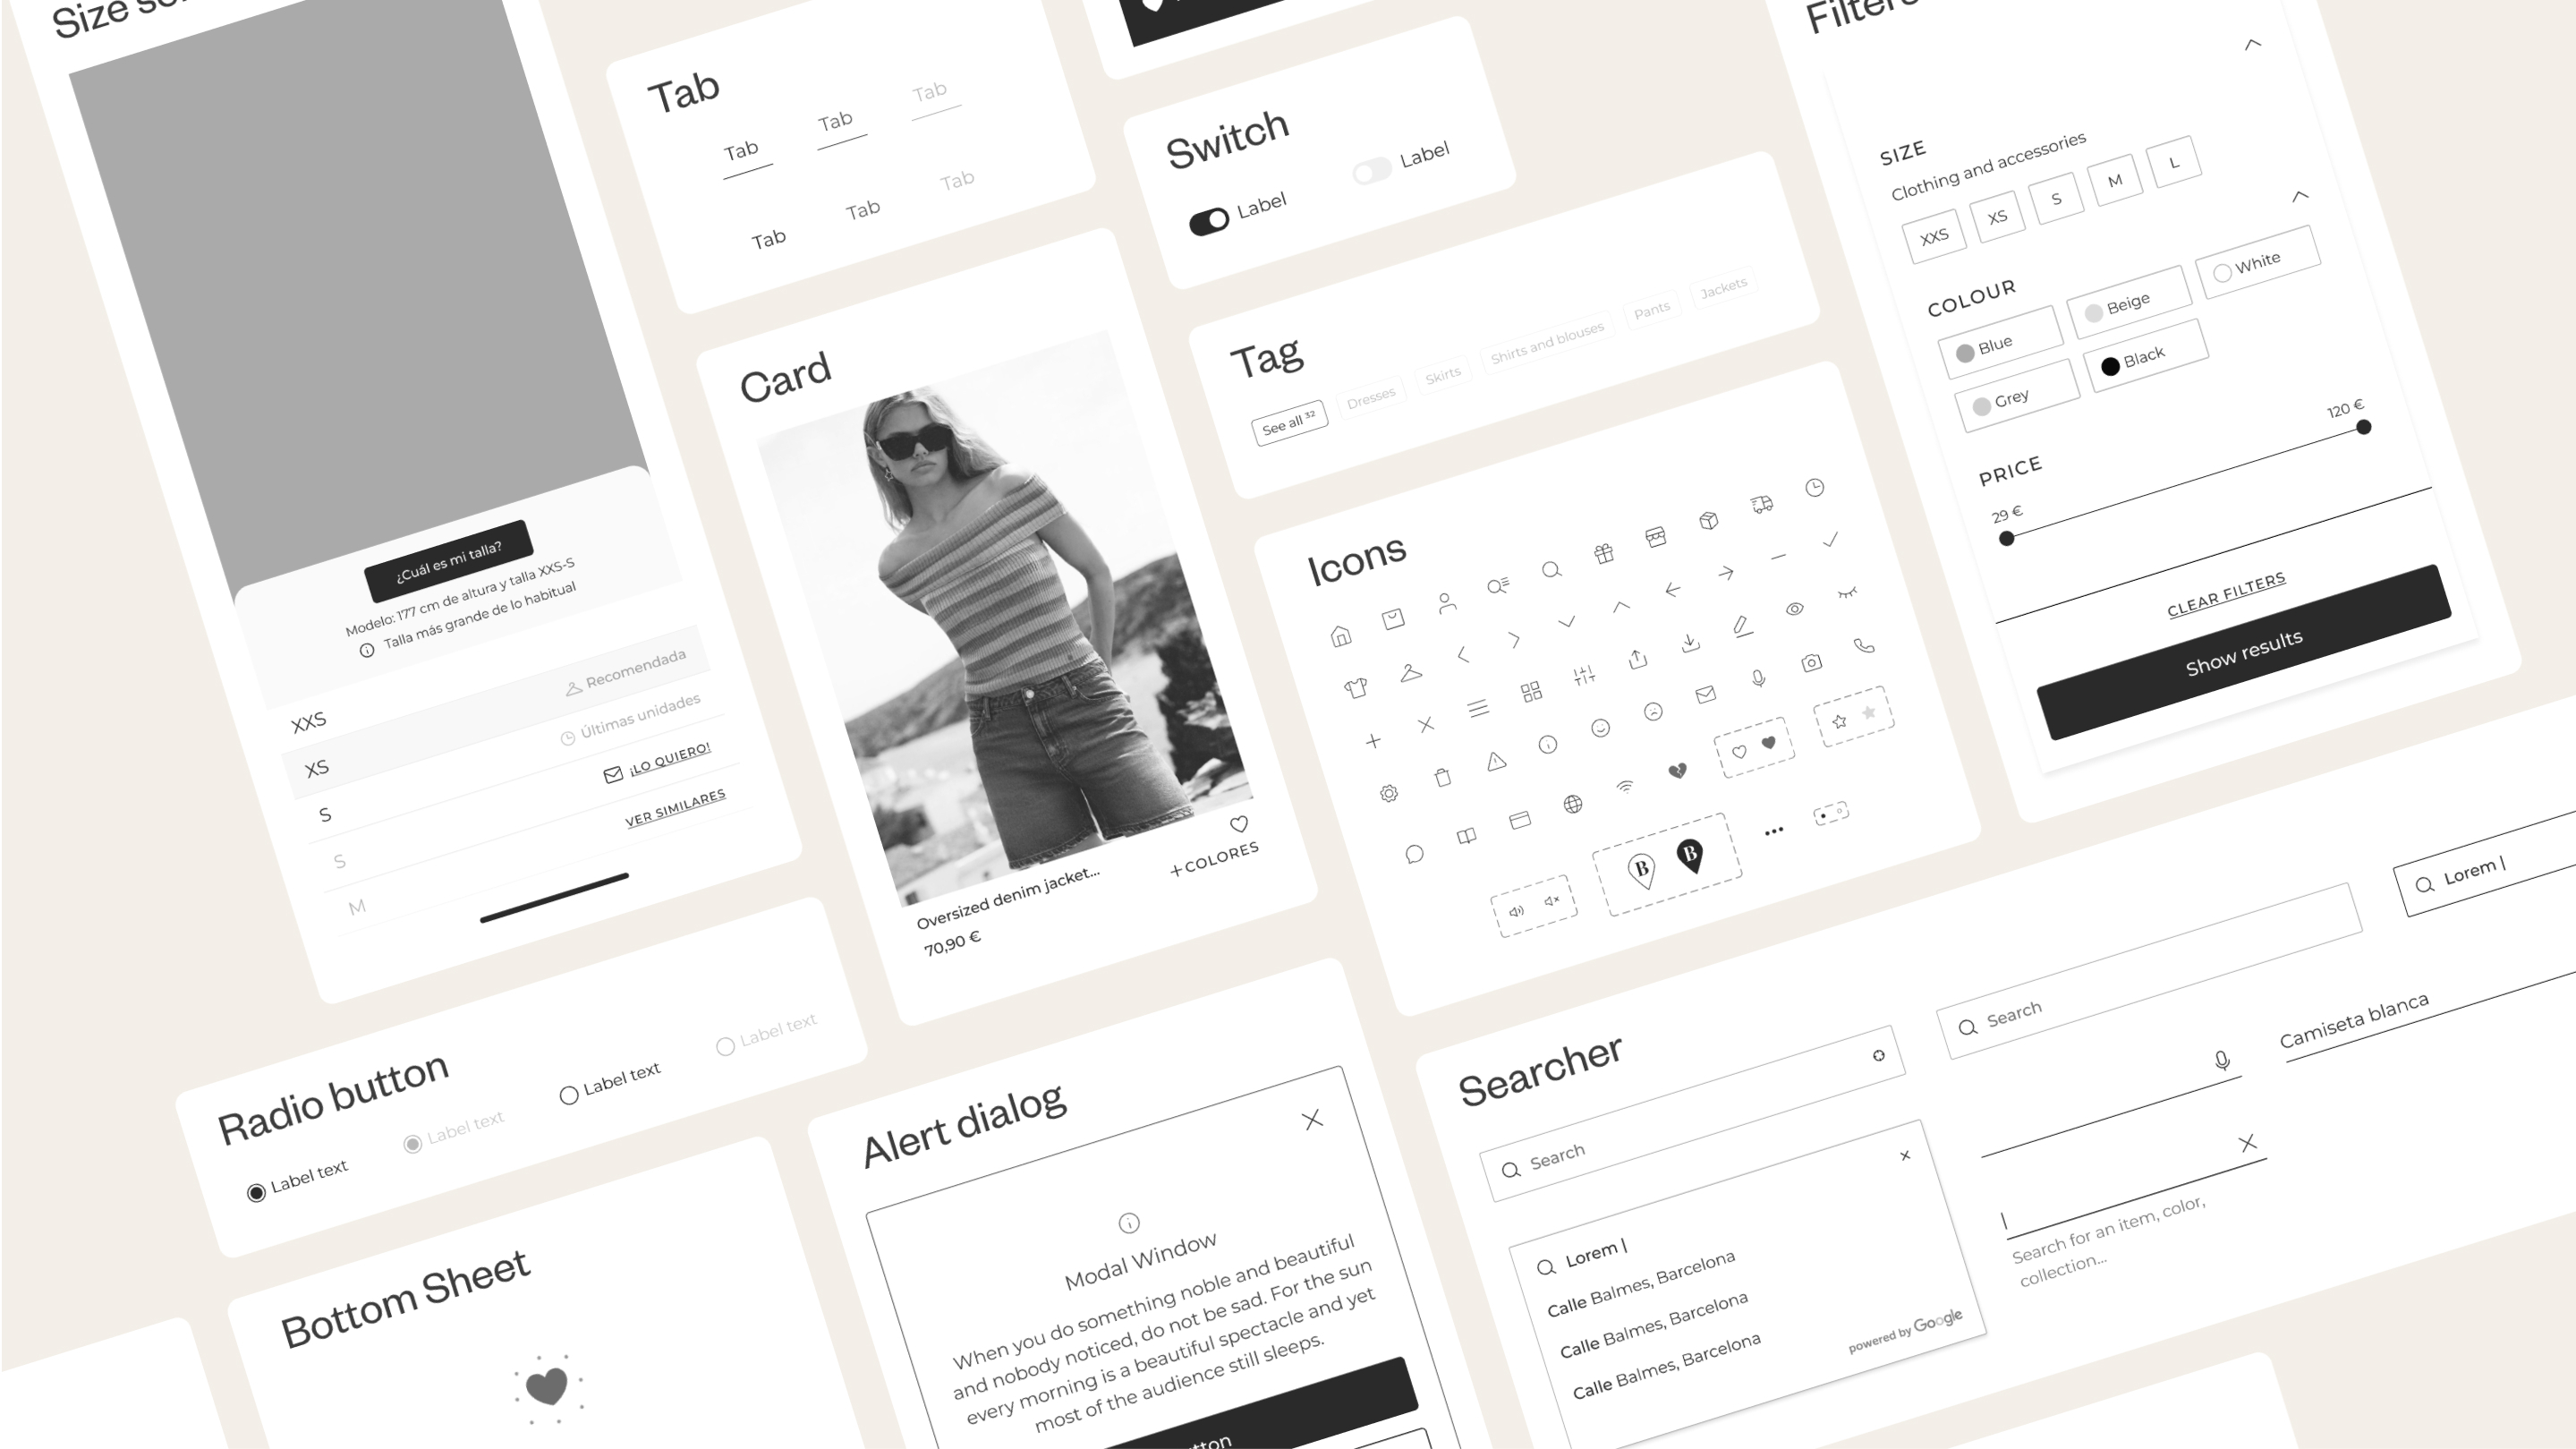 Size
¿Cuál es mi talla?
Modelo: 177 cm de altura y talla XXS-S
Talla más grande de lo habitual
XXS
Recomendada
XS
Últimas unidades
S
¡LO QUIERO!
S
VER SIMILARES
M
Tab
Tab
Tab
Tab
Tab
Tab
Tab
Switch
Label
Label
Card
Oversized denim jacket...
70,90 €
+COLORES
Tag
See all 32
Dresses
Skirts
Shirts and blouses
Pants
Jackets
Icons
B
B
Filters
SIZE
Clothing and accessories
XXS
XS
S
M
L
COLOUR
Blue
Beige
White
Grey
Black
PRICE
29 €
120 €
CLEAR FILTERS
Show results
Radio button
Label text
Label text
Label text
Label text
Bottom Sheet
Alert dialog
Modal Window
When you do something noble and beautiful
and nobody noticed, do not be sad. For the sun
every morning is a beautiful spectacle and yet
most of the audience still sleeps.
Searcher
Search
Search
Lorem |
Lorem |
Calle Balmes, Barcelona
Calle Balmes, Barcelona
Calle Balmes, Barcelona
powered by Google
Camiseta blanca
|
Search for an item, color,
collection...